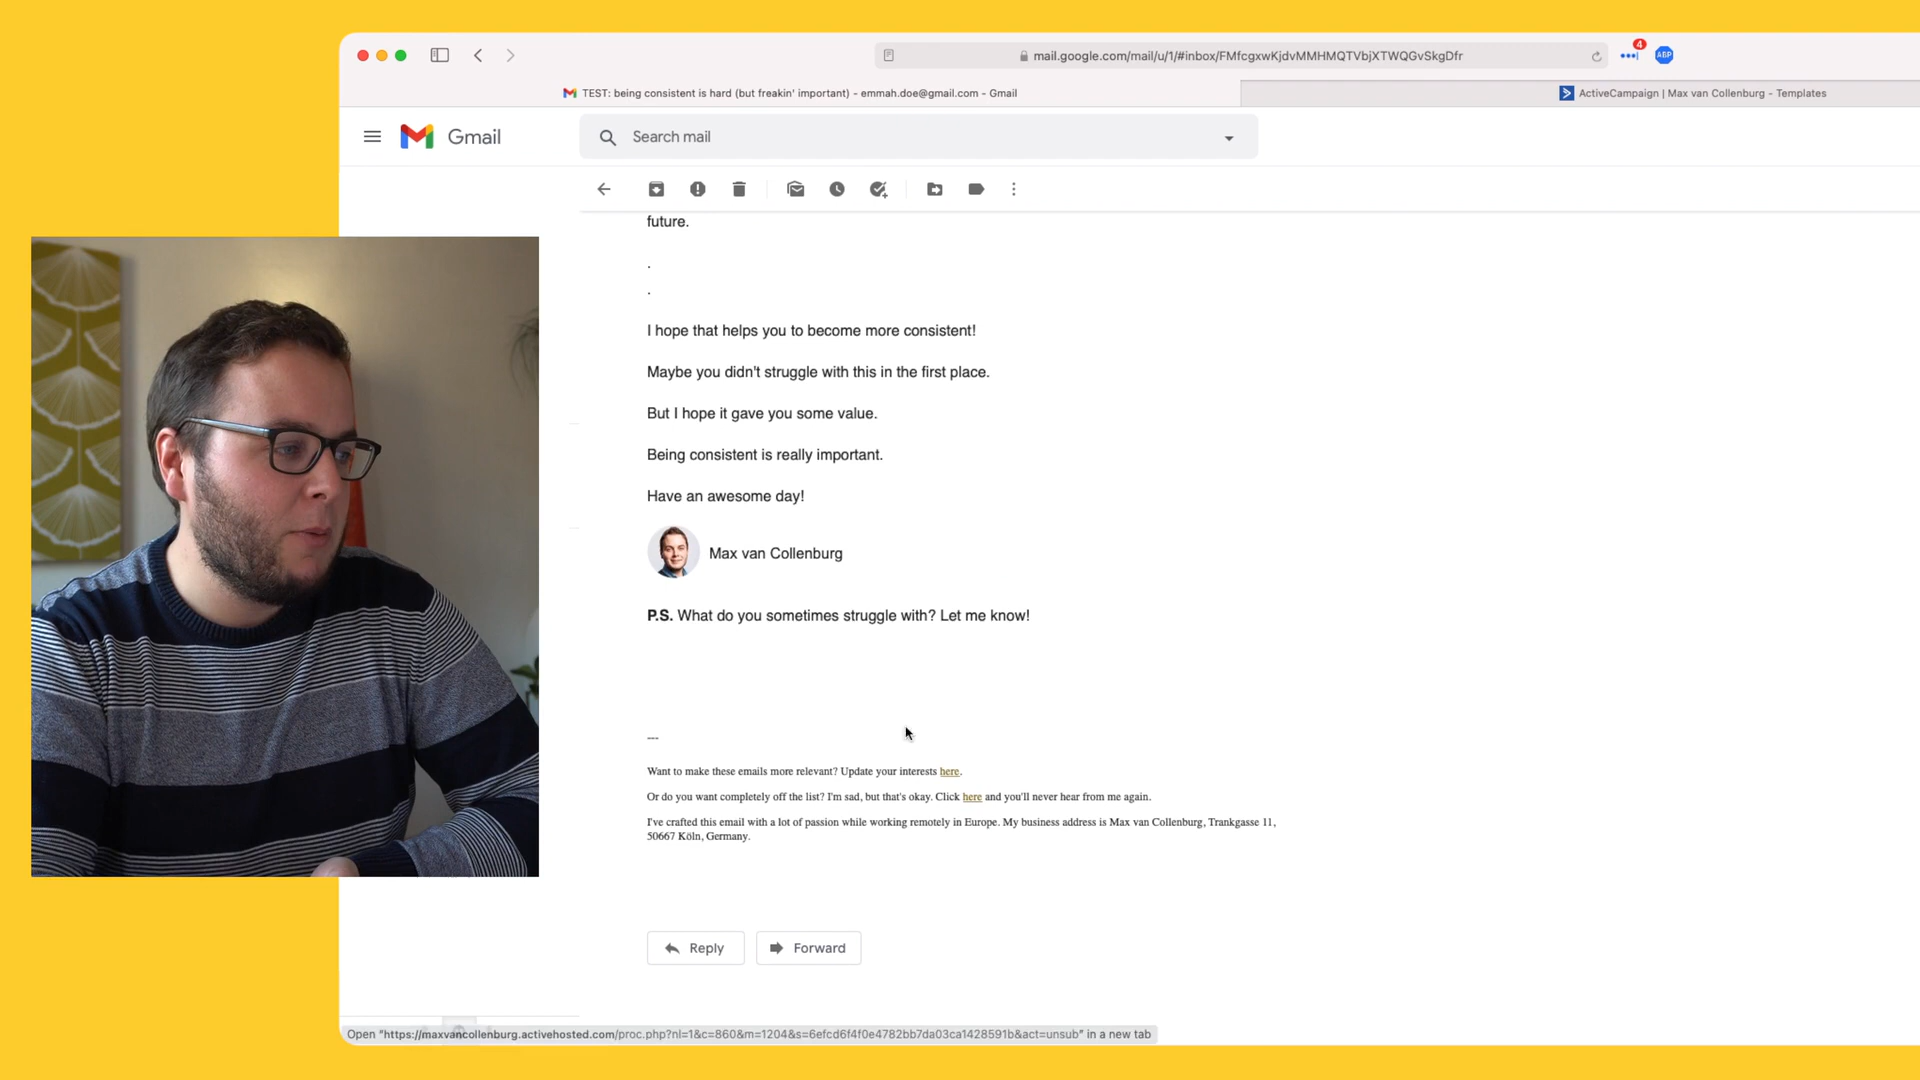 mail.google.com/mail/u/1/#inbox/FMfcgxwKjdvMMHMQTVbjXTWQGvSkgDfr
4
ABP
TEST: being consistent is hard (but freakin' important) - emmah.doe@gmail.com - Gmail
ActiveCampaign | Max van Collenburg - Templates
Gmail
Search mail
future.
.
.
I hope that helps you to become more consistent!
Maybe you didn't struggle with this in the first place.
But I hope it gave you some value.
Being consistent is really important.
Have an awesome day!
Max van Collenburg
P.S. What do you sometimes struggle with? Let me know!
---
Want to make these emails more relevant? Update your interests here.
Or do you want completely off the list? I'm sad, but that's okay. Click here and you'll never hear from me again.
I've crafted this email with a lot of passion while working remotely in Europe. My business address is Max van Collenburg, Trankgasse 11,
50667 Köln, Germany.
Reply
Forward
Open "https://maxvancollenburg.activehosted.com/proc.php?nl=1&c=860&m=1204&s=6efcd6f4f0e4782bb7da03ca1428591b&act=unsub" in a new tab